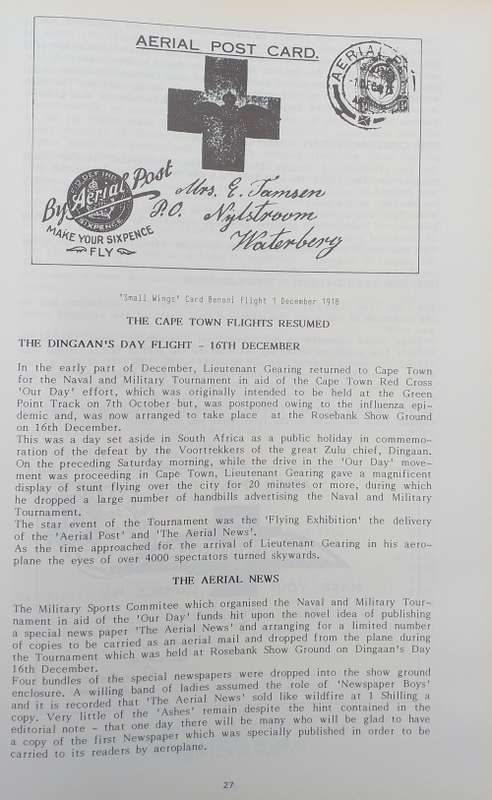 AERIAL POST CARD.
AERIAL PO
By Aerial Post
SIXPENCE
MAKE YOUR SIXPENCE
FLY
Mrs. E. Tamsen
P.O. Nylstroom
Waterberg
'Small Wings' Card Benoni flight 1 December 1918
THE CAPE TOWN FLIGHTS RESUMED
THE DINGAAN'S DAY FLIGHT – 16TH DECEMBER
In the early part of December, Lieutenant Gearing returned to Cape Town
for the Naval and Military Tournament in aid of the Cape Town Red Cross
'Our Day' effort, which was originally intended to be held at the Green
Point Track on 7th October but, was postponed owing to the influenza epi-
demic and, was now arranged to take place at the Rosebank Show Ground
on 16th December.
This was a day set aside in South Africa as a public holiday in commemo-
ration of the defeat by the Voortrekkers of the great Zulu chief, Dingaan.
On the preceding Saturday morning, while the drive in the 'Our Day' move-
ment was proceeding in Cape Town, Lieutenant Gearing gave a magnificent
display of stunt flying over the city for 20 minutes or more, during which
he dropped a large number of handbills advertising the Naval and Military
Tournament.
The star event of the Tournament was the 'Flying Exhibition' the delivery
of the 'Aerial Post' and 'The Aerial News'.
As the time approached for the arrival of Lieutenant Gearing in his aero-
plane the eyes of over 4000 spectators turned skywards.
THE AERIAL NEWS
The Military Sports Commitee which organised the Naval and Military Tour-
nament in aid of the 'Our Day' funds hit upon the novel idea of publishing
a special news paper 'The Aerial News' and arranging for a limited number
of copies to be carried as an aerial mail and dropped from the plane during
the Tournament which was held at Rosebank Show Ground on Dingaan's Day
16th December.
Four bundles of the special newspapers were dropped into the show ground
enclosure. A willing band of ladies assumed the role of 'Newspaper Boys'
and it is recorded that 'The Aerial News' sold like wildfire at 1 Shilling a
copy. Very little of the 'Ashes' remain despite the hint contained in the
editorial note – that one day there will be many who will be glad to have
a copy of the first Newspaper which was specially published in order to be
carried to its readers by aeroplane.
27